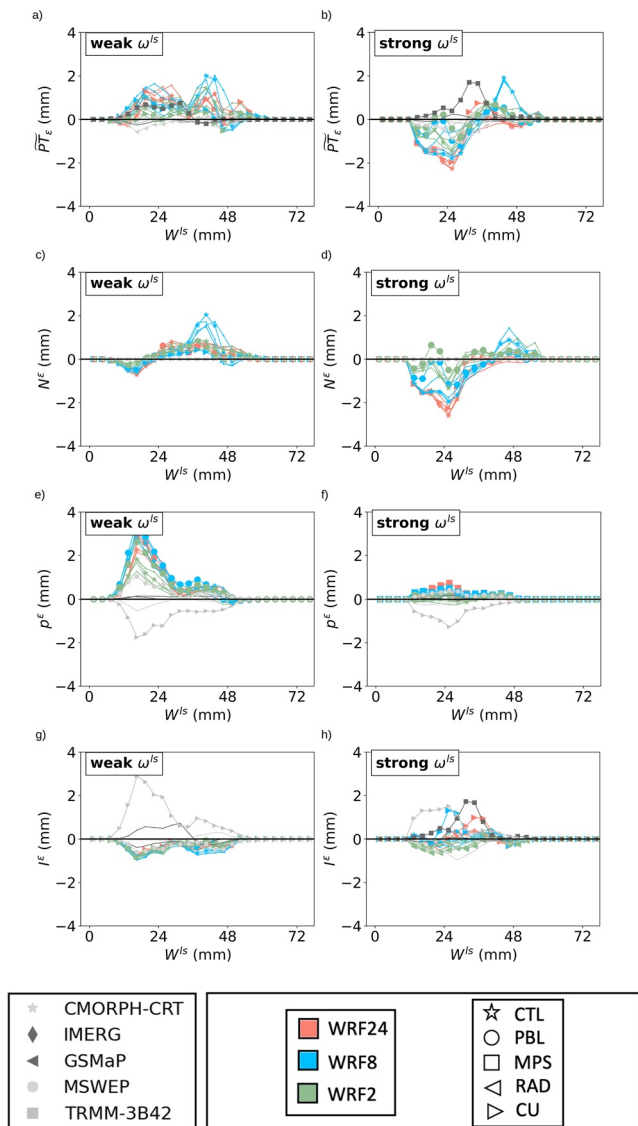 a)
b)
4
weak ω^ls
2
0
−2
−4
P̃T_ε (mm)
0 24 48 72
W^ls (mm)
4
strong ω^ls
2
0
−2
−4
P̃T_ε (mm)
0 24 48 72
W^ls (mm)
c)
d)
4
weak ω^ls
2
0
−2
−4
N^ε (mm)
0 24 48 72
W^ls (mm)
4
strong ω^ls
2
0
−2
−4
N^ε (mm)
0 24 48 72
W^ls (mm)
e)
f)
4
weak ω^ls
2
0
−2
−4
p^ε (mm)
0 24 48 72
W^ls (mm)
4
strong ω^ls
2
0
−2
−4
p^ε (mm)
0 24 48 72
W^ls (mm)
g)
h)
4
weak ω^ls
2
0
−2
−4
I^ε (mm)
0 24 48 72
W^ls (mm)
4
strong ω^ls
2
0
−2
−4
I^ε (mm)
0 24 48 72
W^ls (mm)
CMORPH-CRT
IMERG
GSMaP
MSWEP
TRMM-3B42
WRF24
WRF8
WRF2
CTL
PBL
MPS
RAD
CU